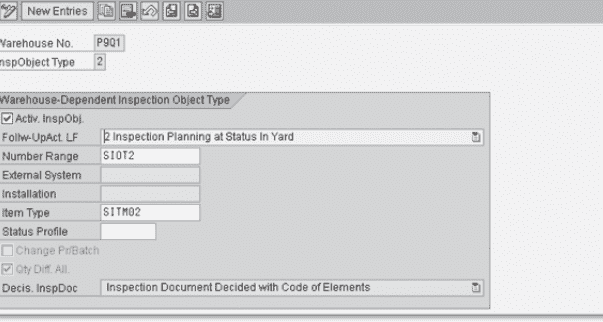 New Entries
Warehouse No. P9Q1
InspObject Type 2
Warehouse-Dependent Inspection Object Type
Activ. InspObj.
Follw-UpAct. LF 2 Inspection Planning at Status In Yard
Number Range SIOT2
External System
Installation
Item Type SITM02
Status Profile
Change Pr/Batch
Qty Diff. All.
Decis. InspDoc Inspection Document Decided with Code of Elements